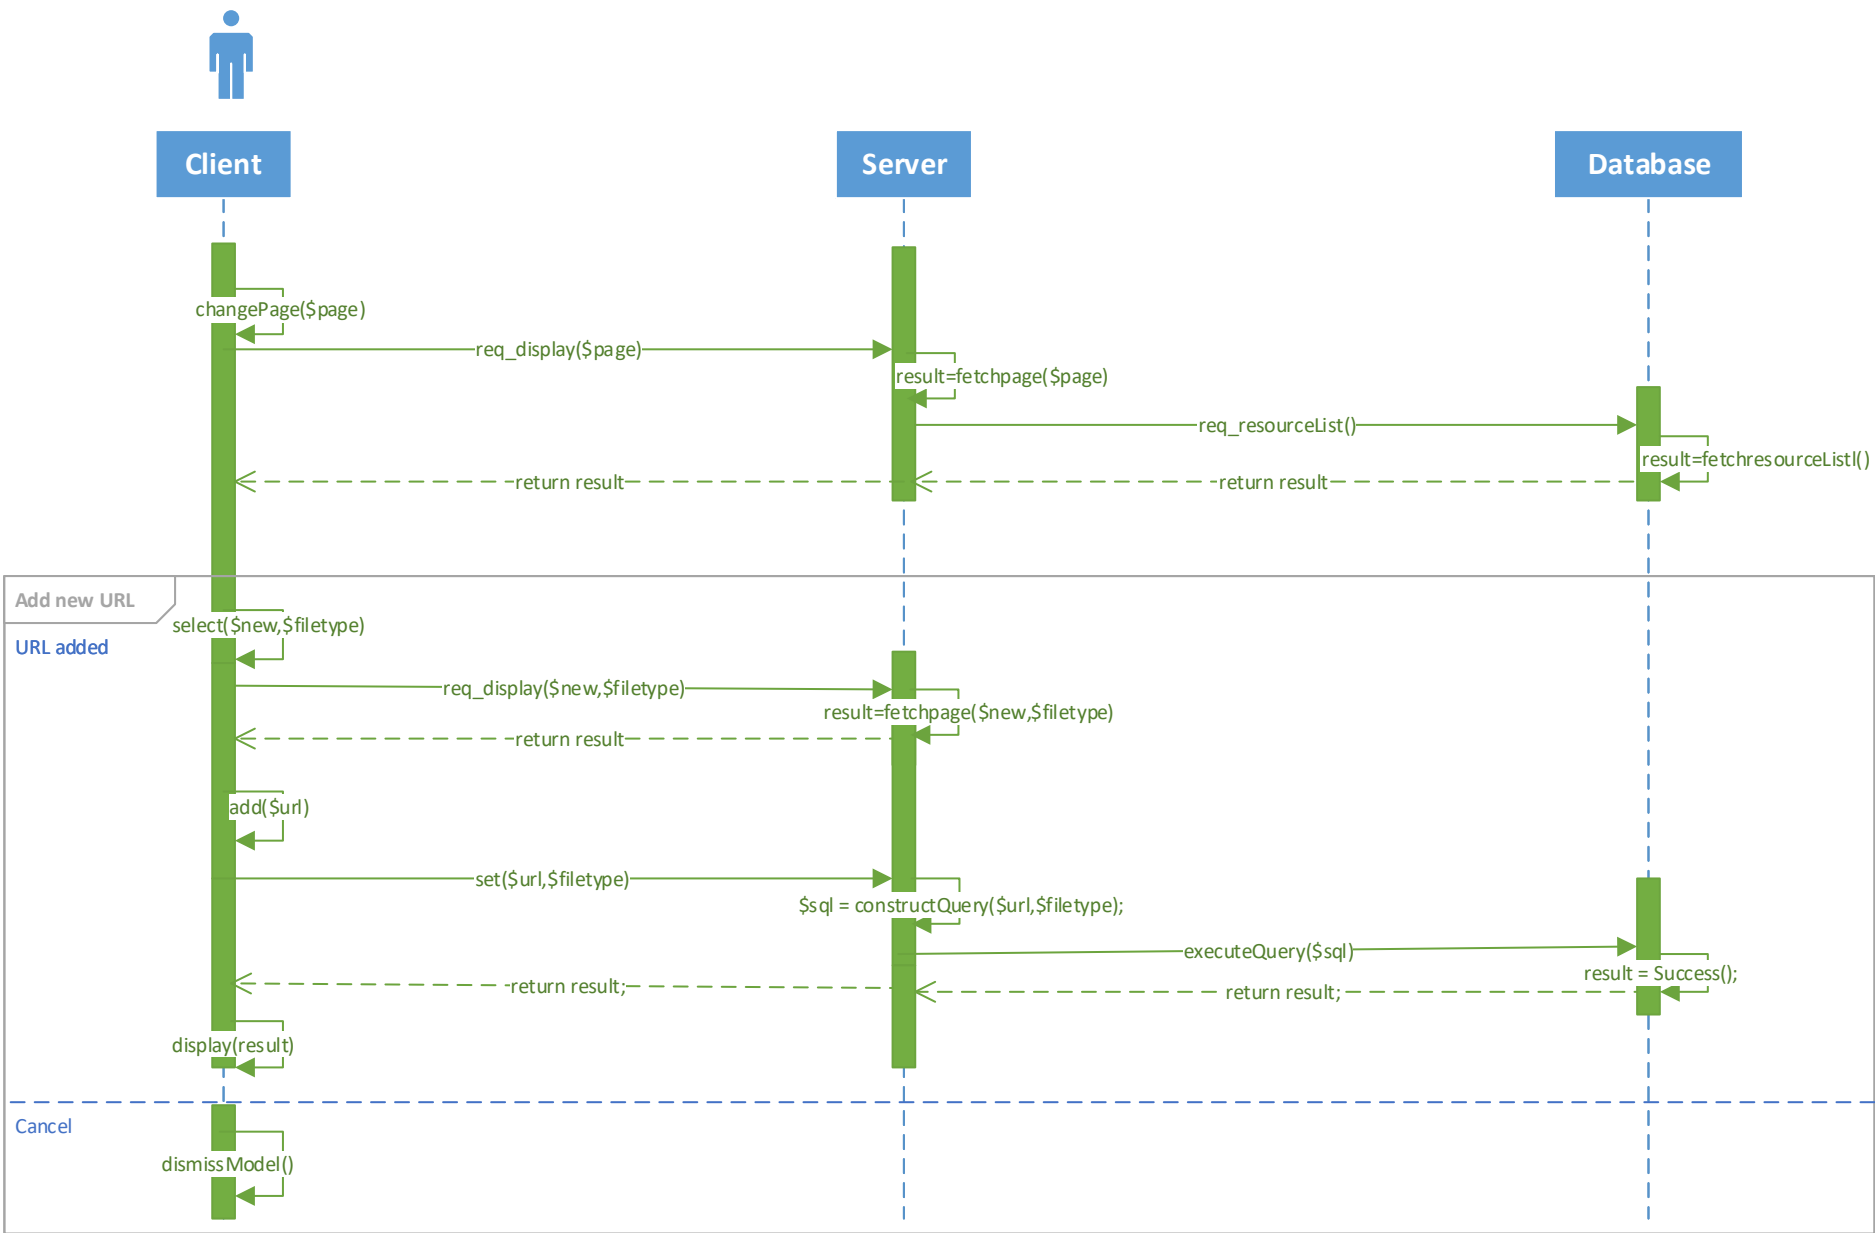 Client
Server
Database
changePage($page)
req_display($page)
result=fetchpage($page)
req_resourceList()
result=fetchresourceListl()
return result
return result
Add new URL
select($new,$filetype)
URL added
req_display($new,$filetype)
result=fetchpage($new,$filetype)
return result
add($url)
set($url,$filetype)
$sql = constructQuery($url,$filetype);
executeQuery($sql)
result = Success();
return result;
return result;
display(result)
Cancel
dismissModel()